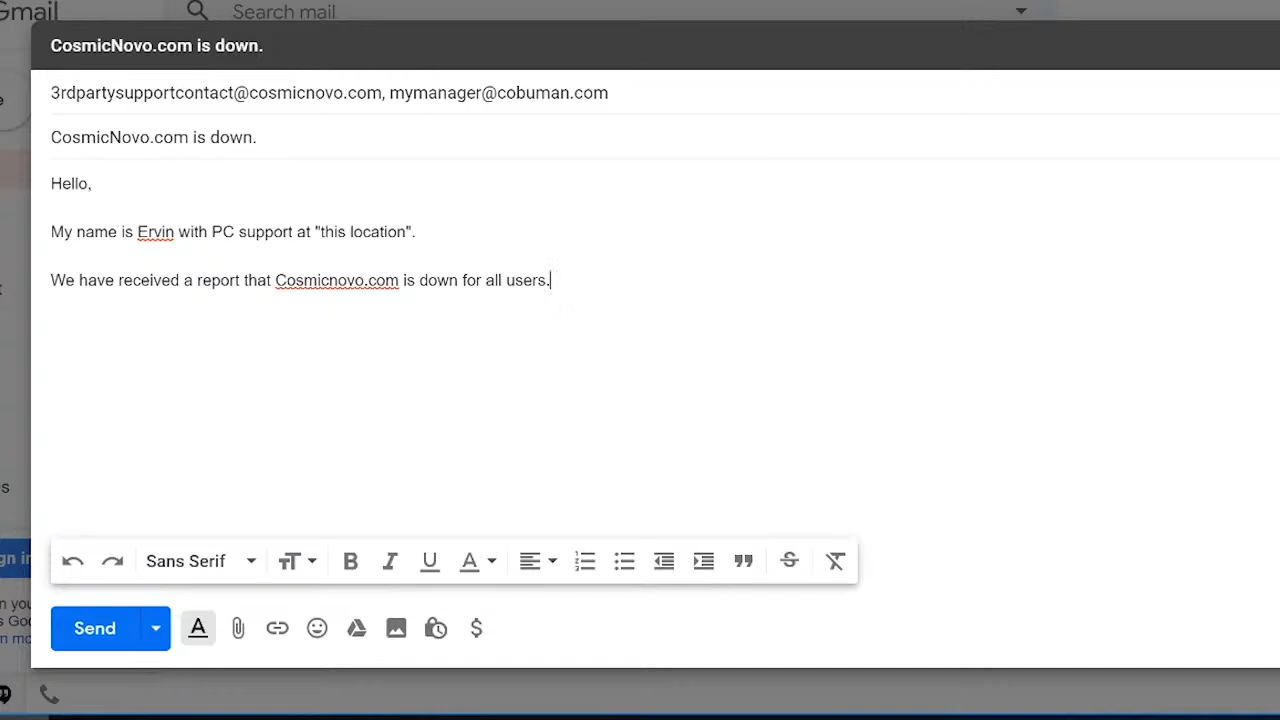 Gmail
Search mail
CosmicNovo.com is down.
3rdpartysupportcontact@cosmicnovo.com, mymanager@cobuman.com
CosmicNovo.com is down.
Hello,
My name is Ervin with PC support at "this location".
We have received a report that Cosmicnovo.com is down for all users.
Sans Serif
Send